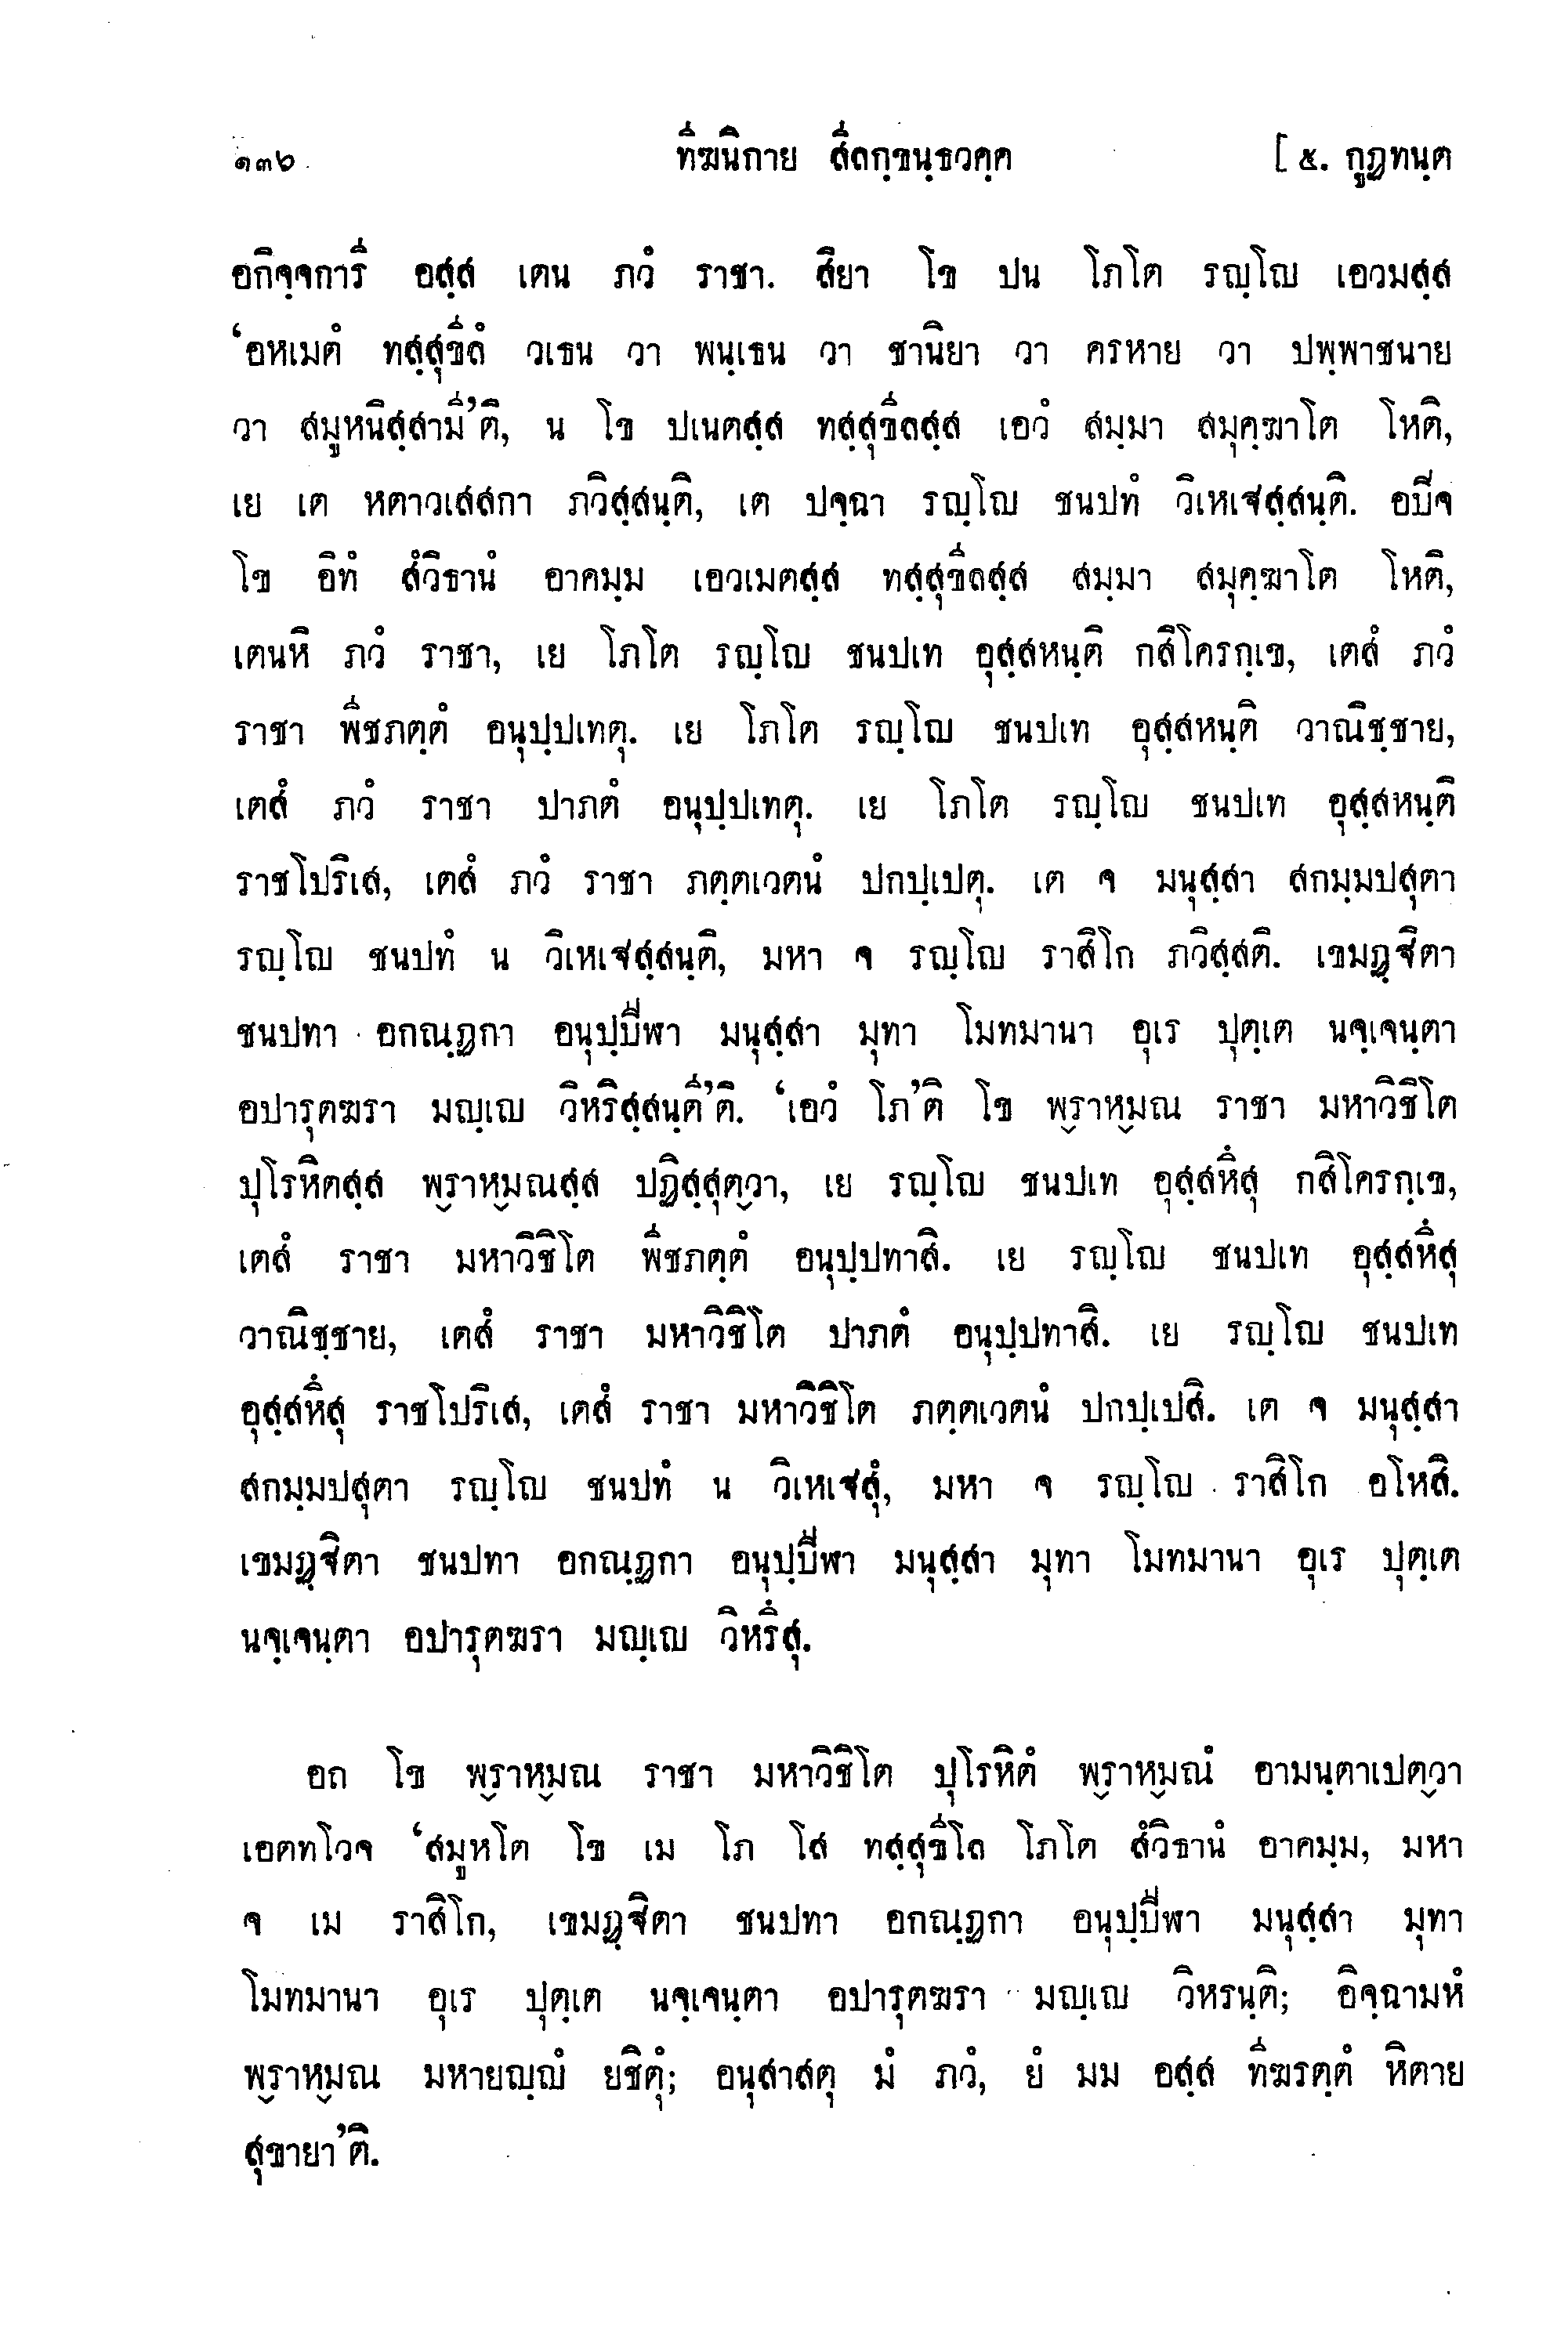 ๑๓๖ ทีฆนิกาย สีลกฺขนฺธวคฺค [ ๕. กูฏทนฺต
อกิจฺจการี อสฺส เตน ภวํ ราชา. สิยา โข ปน โภโต รญฺโญ เอวมสฺส
‘อหเมตํ ทสฺสุขีลํ วเธน วา พนฺเธน วา ชานิยา วา ครหาย วา ปพฺพาชนาย
วา สมูหนิสฺสามี’ติ, น โข ปเนตสฺส ทสฺสุขีลสฺส เอวํ สมฺมา สมุคฺฆาโต โหติ,
เย เต หตาวเสสกา ภวิสฺสนฺติ, เต ปจฺฉา รญฺโญ ชนปทํ วิเหเฐสฺสนฺติ. อปิจ
โข อิทํ สํวิธานํ อาคมฺม เอวเมตสฺส ทสฺสุขีลสฺส สมฺมา สมุคฺฆาโต โหติ,
เตนหิ ภวํ ราชา, เย โภโต รญฺโญ ชนปเท อุสฺสหนฺติ กสิโครกฺเข, เตสํ ภวํ
ราชา พีชภตฺตํ อนุปฺปเทตุ. เย โภโต รญฺโญ ชนปเท อุสฺสหนฺติ วาณิชฺชาย,
เตสํ ภวํ ราชา ปาภตํ อนุปฺปเทตุ. เย โภโต รญฺโญ ชนปเท อุสฺสหนฺติ
ราชโปริเส, เตสํ ภวํ ราชา ภตฺตเวตนํ ปกปฺเปตุ. เต จ มนุสฺสา สกมฺมปสุตา
รญฺโญ ชนปทํ น วิเหเฐสฺสนฺติ, มหา จ รญฺโญ ราสิโก ภวิสฺสติ. เขมฏฺฐิตา
ชนปทา อกณฺฏกา อนุปฺปีฬา มนุสฺสา มุทา โมทมานา อุเร ปุตฺเต นจฺเจนฺตา
อปารุตฆรา มญฺเญ วิหริสฺสนฺตี’ติ. ‘เอวํ โภ’ติ โข พฺราหฺมณ ราชา มหาวิชิโต
ปุโรหิตสฺส พฺราหฺมณสฺส ปฏิสฺสุตฺวา, เย รญฺโญ ชนปเท อุสฺสหึสุ กสิโครกฺเข,
เตสํ ราชา มหาวิชิโต พีชภตฺตํ อนุปฺปทาสิ. เย รญฺโญ ชนปเท อุสฺสหึสุ
วาณิชฺชาย, เตสํ ราชา มหาวิชิโต ปาภตํ อนุปฺปทาสิ. เย รญฺโญ ชนปเท
อุสฺสหึสุ ราชโปริเส, เตสํ ราชา มหาวิชิโต ภตฺตเวตนํ ปกปฺเปสิ. เต จ มนุสฺสา
สกมฺมปสุตา รญฺโญ ชนปทํ น วิเหเฐสุํ, มหา จ รญฺโญ ราสิโก อโหสิ.
เขมฏฺฐิตา ชนปทา อกณฺฏกา อนุปฺปีฬา มนุสฺสา มุทา โมทมานา อุเร ปุตฺเต
นจฺเจนฺตา อปารุตฆรา มญฺเญ วิหรึสุ.
อถ โข พฺราหฺมณ ราชา มหาวิชิโต ปุโรหิตํ พฺราหฺมณํ อามนฺตาเปตฺวา
เอตทโวจ ‘สมูหโต โข เม โภ โส ทสฺสุขีโล โภโต สํวิธานํ อาคมฺม, มหา
จ เม ราสิโก, เขมฏฺฐิตา ชนปทา อกณฺฏกา อนุปฺปีฬา มนุสฺสา มุทา
โมทมานา อุเร ปุตฺเต นจฺเจนฺตา อปารุตฆรา มญฺเญ วิหรนฺติ; อิจฺฉามหํ
พฺราหฺมณ มหายญฺญํ ยชิตุํ; อนุสาสตุ มํ ภวํ, ยํ มม อสฺส ทีฆรตฺตํ หิตาย
สุขายา’ติ.